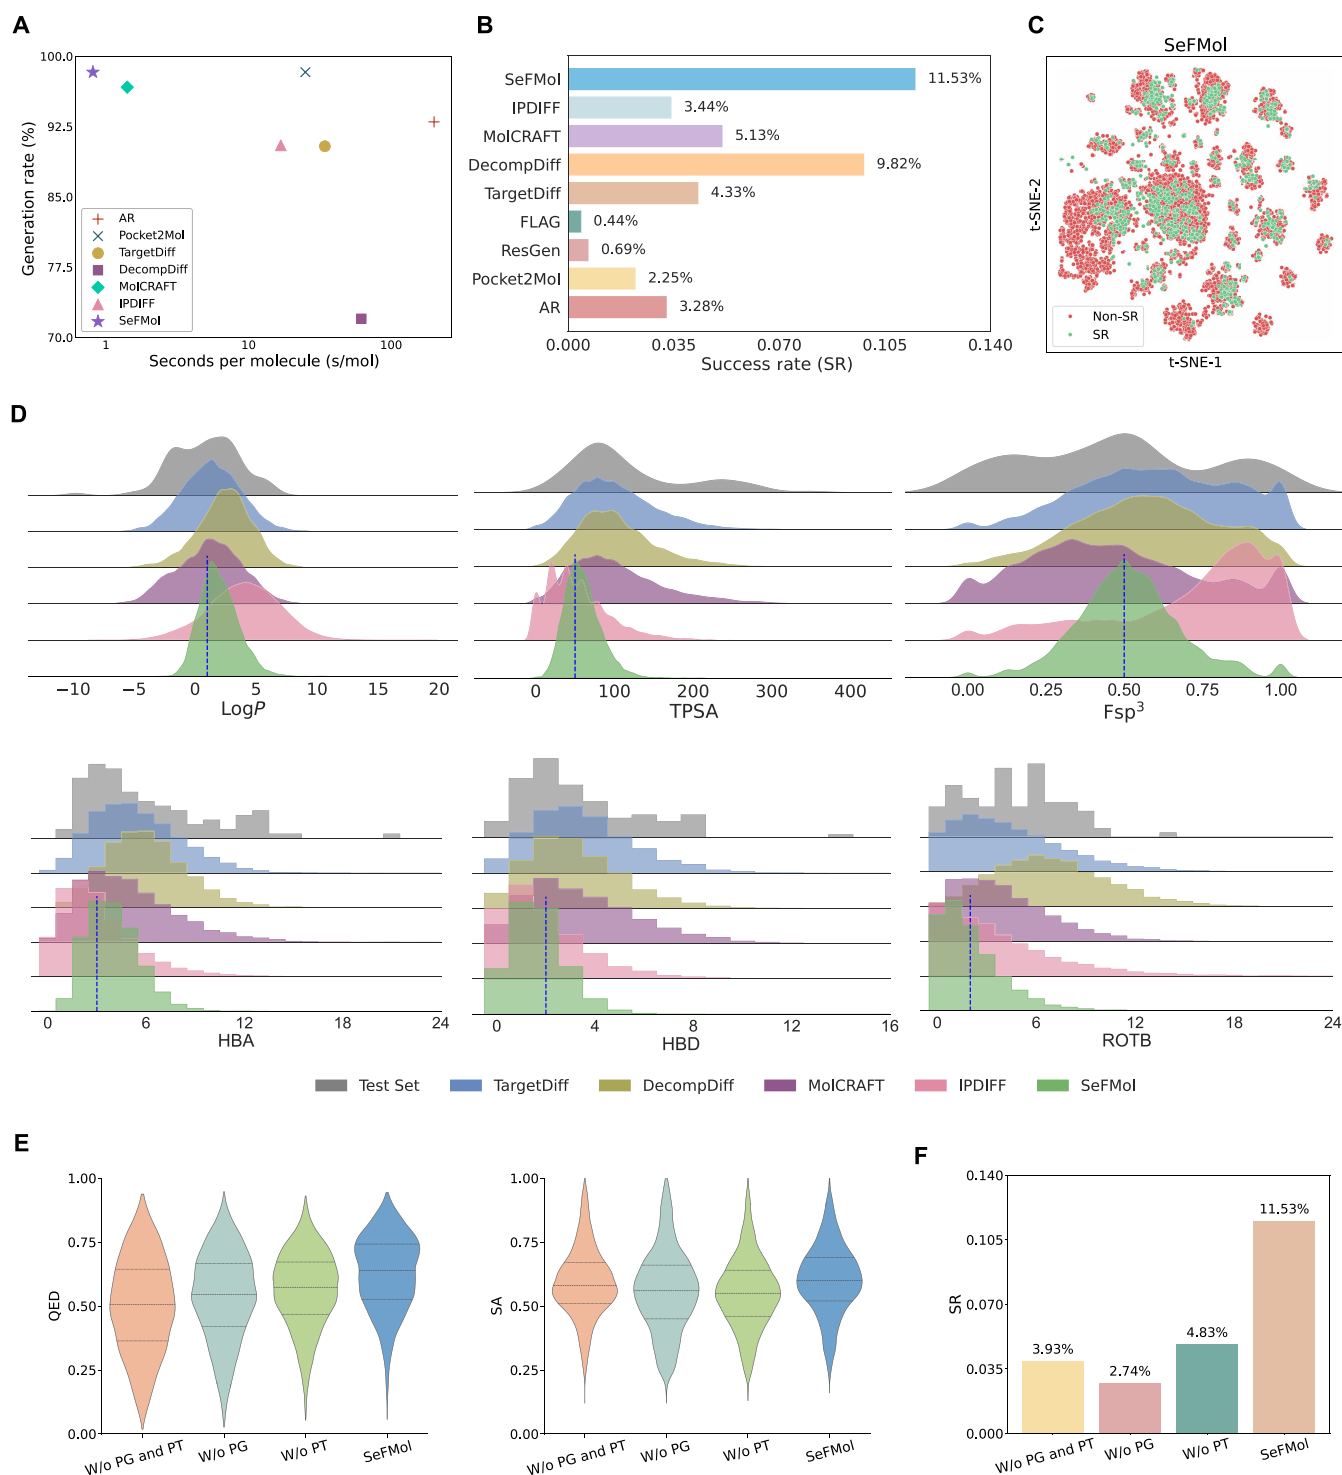 A
100.0
92.5
85.0
77.5
70.0
Generation rate (%)
AR
Pocket2Mol
TargetDiff
DecompDiff
MolCRAFT
IPDIFF
SeFMol
1
10
100
Seconds per molecule (s/mol)
B
SeFMol
11.53%
IPDIFF
3.44%
MolCRAFT
5.13%
DecompDiff
9.82%
TargetDiff
4.33%
FLAG
0.44%
ResGen
0.69%
Pocket2Mol
2.25%
AR
3.28%
0.000
0.035
0.070
0.105
0.140
Success rate (SR)
C
SeFMol
t-SNE-2
Non-SR
SR
t-SNE-1
D
−10
−5
0
5
10
15
20
LogP
0
100
200
300
400
TPSA
0.00
0.25
0.50
0.75
1.00
Fsp³
0
6
12
18
24
HBA
0
4
8
12
16
HBD
0
6
12
18
24
ROTB
Test Set
TargetDiff
DecompDiff
MolCRAFT
IPDIFF
SeFMol
E
1.00
0.75
0.50
0.25
0.00
QED
W/o PG and PT
W/o PG
W/o PT
SeFMol
1.00
0.75
0.50
0.25
0.00
SA
W/o PG and PT
W/o PG
W/o PT
SeFMol
F
0.140
0.105
0.070
0.035
0.000
SR
3.93%
2.74%
4.83%
11.53%
W/o PG and PT
W/o PG
W/o PT
SeFMol